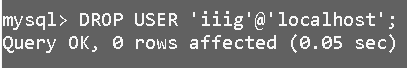 mysql> DROP USER 'iiig'@'localhost';
Query OK, 0 rows affected (0.05 sec)